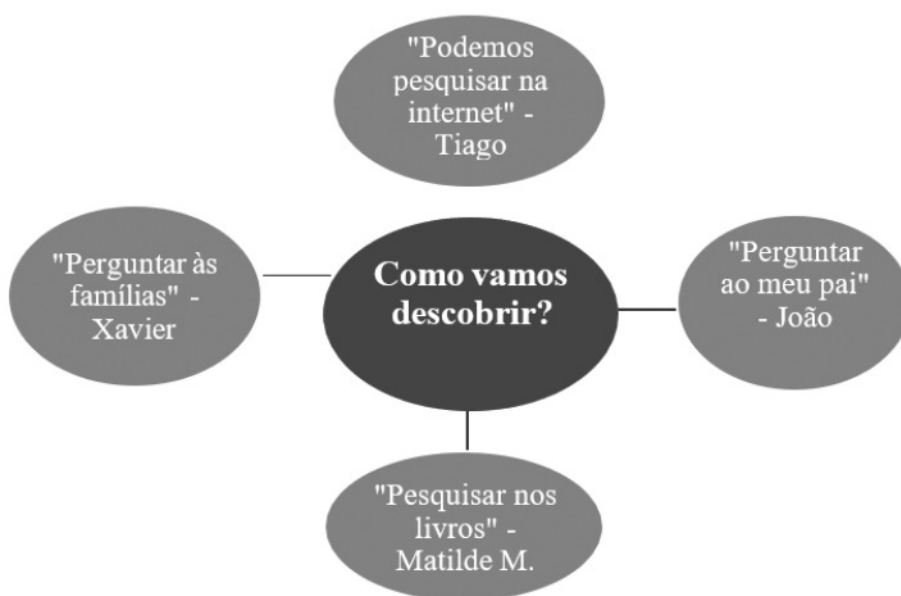 "Podemos
pesquisar na
internet" -
Tiago
"Perguntar às
famílias" -
Xavier
Como vamos
descobrir?
"Perguntar
ao meu pai"
- João
"Pesquisar nos
livros" -
Matilde M.